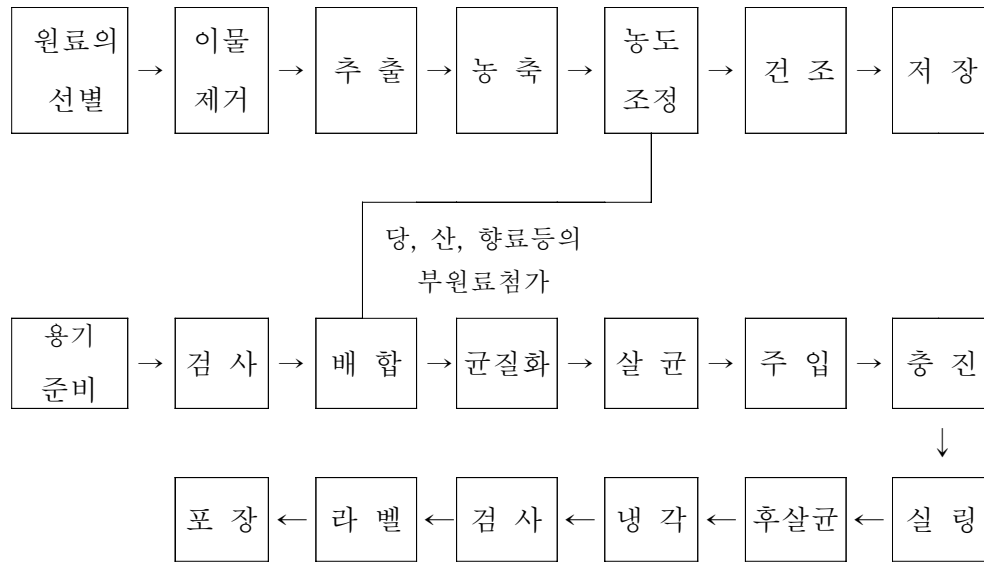 원료의 선별 → 이물 제거 → 추 출 → 농 축 → 농도 조정 → 건 조 → 저 장
당, 산, 향료등의
부원료첨가
용기 준비 → 검 사 → 배 합 → 균질화 → 살 균 → 주 입 → 충 진
↓
포 장 ← 라 벨 ← 검 사 ← 냉 각 ← 후살균 ← 실 링